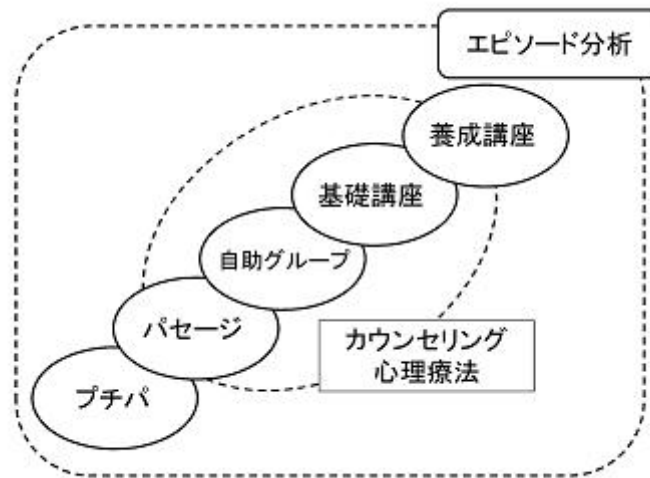 エピソード分析
養成講座
基礎講座
自助グループ
パセージ
カウンセリング
心理療法
プチパ